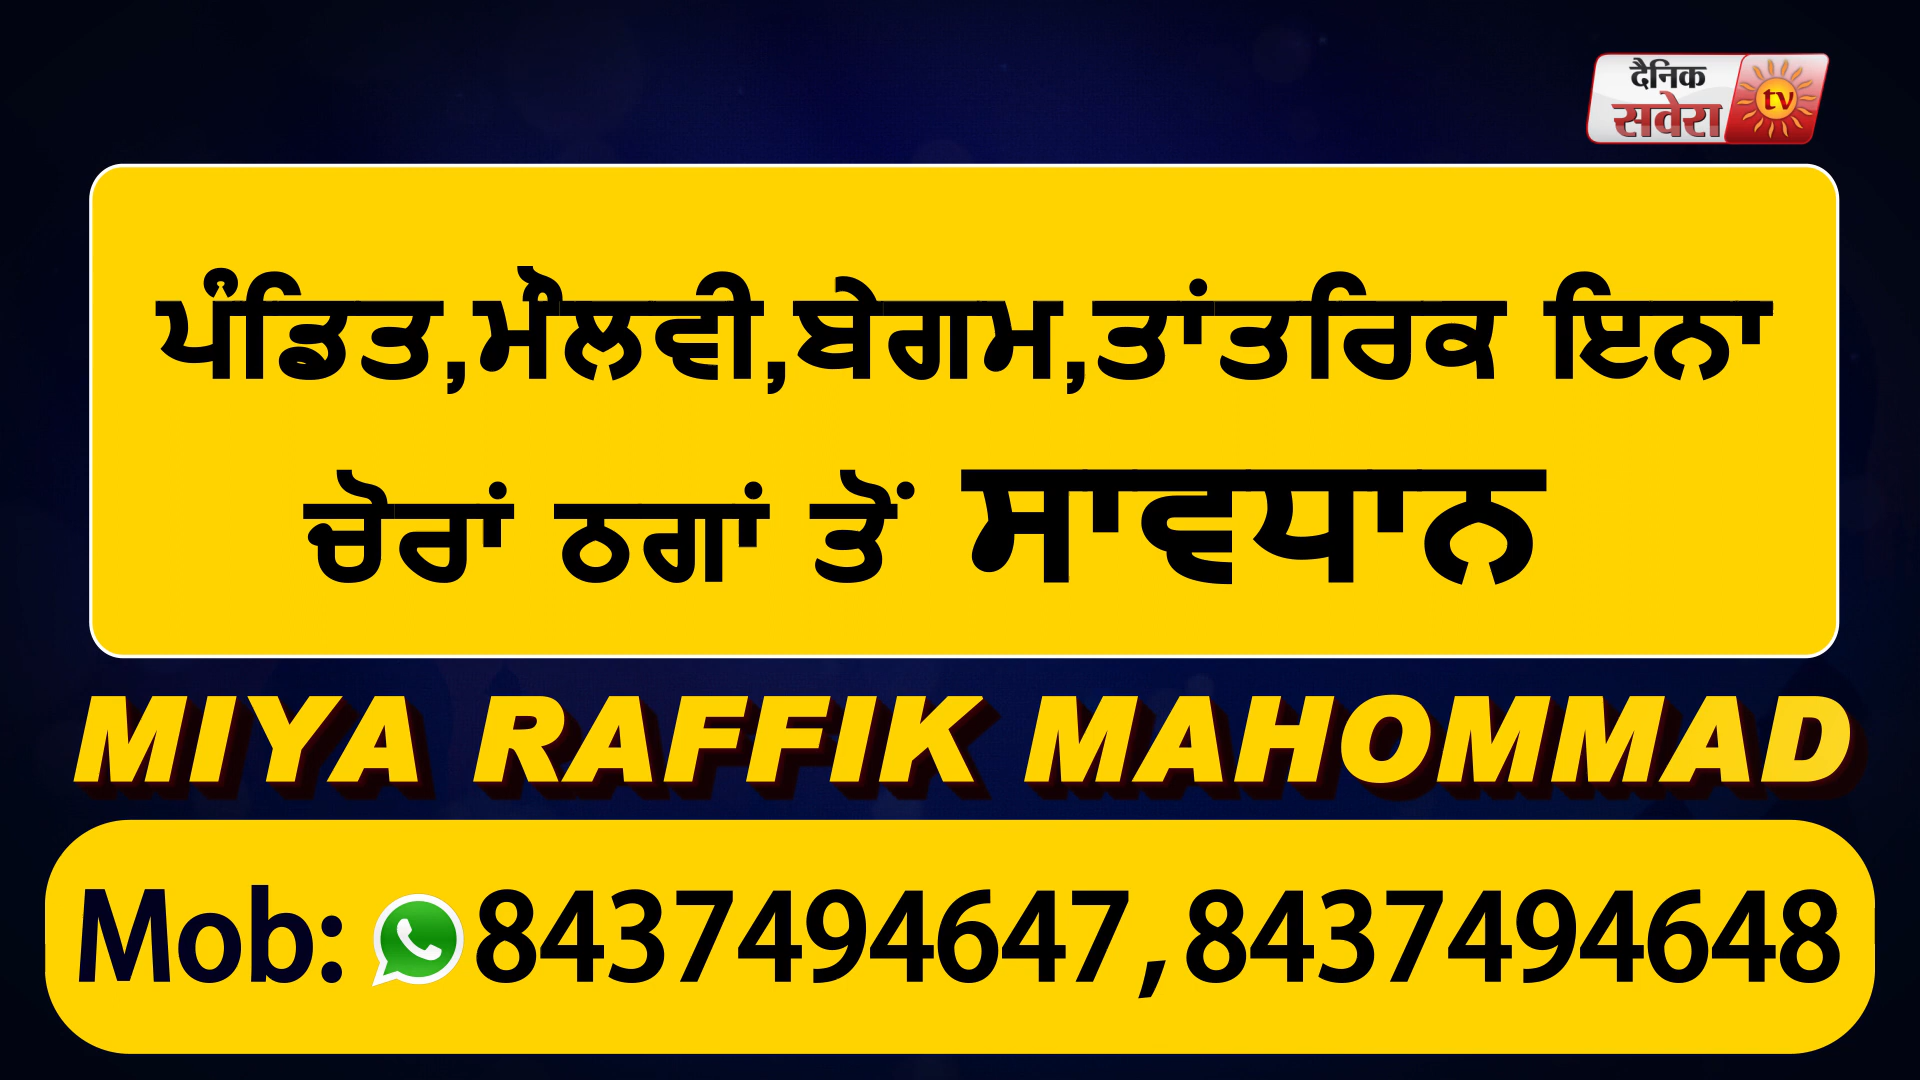 दैनिक
सवेरा tv
ਪੰਡਿਤ,ਮੌਲਵੀ,ਬੇਗਮ,ਤਾਂਤਰਿਕ ਇਨਾ
ਚੋਰਾਂ ਠਗਾਂ ਤੋਂ ਸਾਵਧਾਨ
MIYA RAFFIK MAHOMMAD
Mob: 8437494647, 8437494648